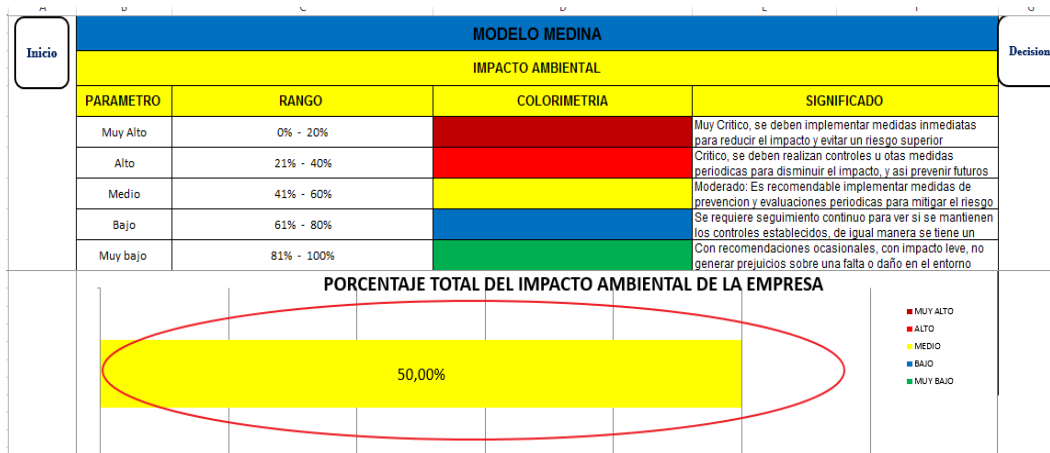 A B C D E F G
Inicio
MODELO MEDINA
Decision
IMPACTO AMBIENTAL
PARAMETRO RANGO COLORIMETRIA SIGNIFICADO
Muy Alto 0% - 20% Muy Critico, se deben implementar medidas inmediatas
para reducir el impacto y evitar un riesgo superior
Alto 21% - 40% Critico, se deben realizan controles u otas medidas
periodicas para disminuir el impacto, y asi prevenir futuros
Medio 41% - 60% Moderado: Es recomendable implementar medidas de
prevencion y evaluaciones periodicas para mitigar el riesgo
Bajo 61% - 80% Se requiere seguimiento continuo para ver si se mantienen
los controles establecidos, de igual manera se tiene un
Muy bajo 81% - 100% Con recomendaciones ocasionales, con impacto leve, no
generar prejuicios sobre una falta o daño en el entorno
PORCENTAJE TOTAL DEL IMPACTO AMBIENTAL DE LA EMPRESA
MUY ALTO
ALTO
MEDIO
BAJO
MUY BAJO
50,00%